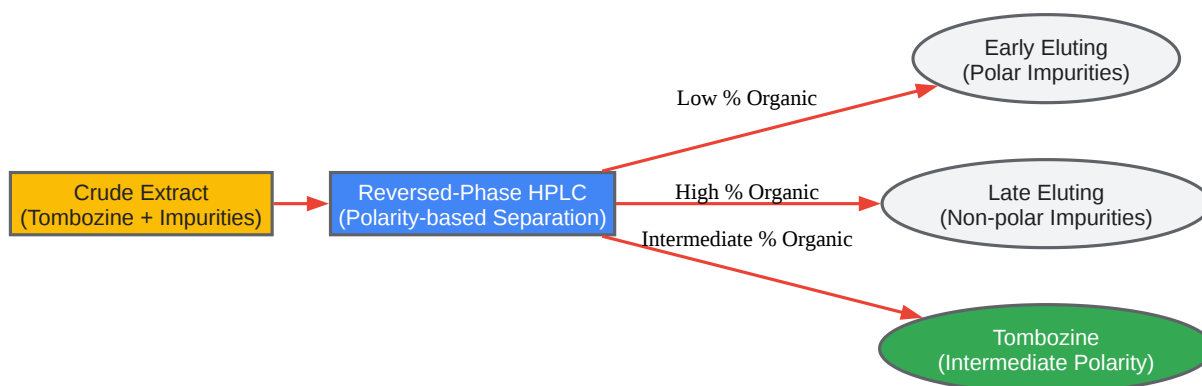 Crude Extract
(Tombozine + Impurities)
Reversed-Phase HPLC
(Polarity-based Separation)
Low % Organic
Early Eluting
(Polar Impurities)
High % Organic
Late Eluting
(Non-polar Impurities)
Intermediate % Organic
Tombozine
(Intermediate Polarity)